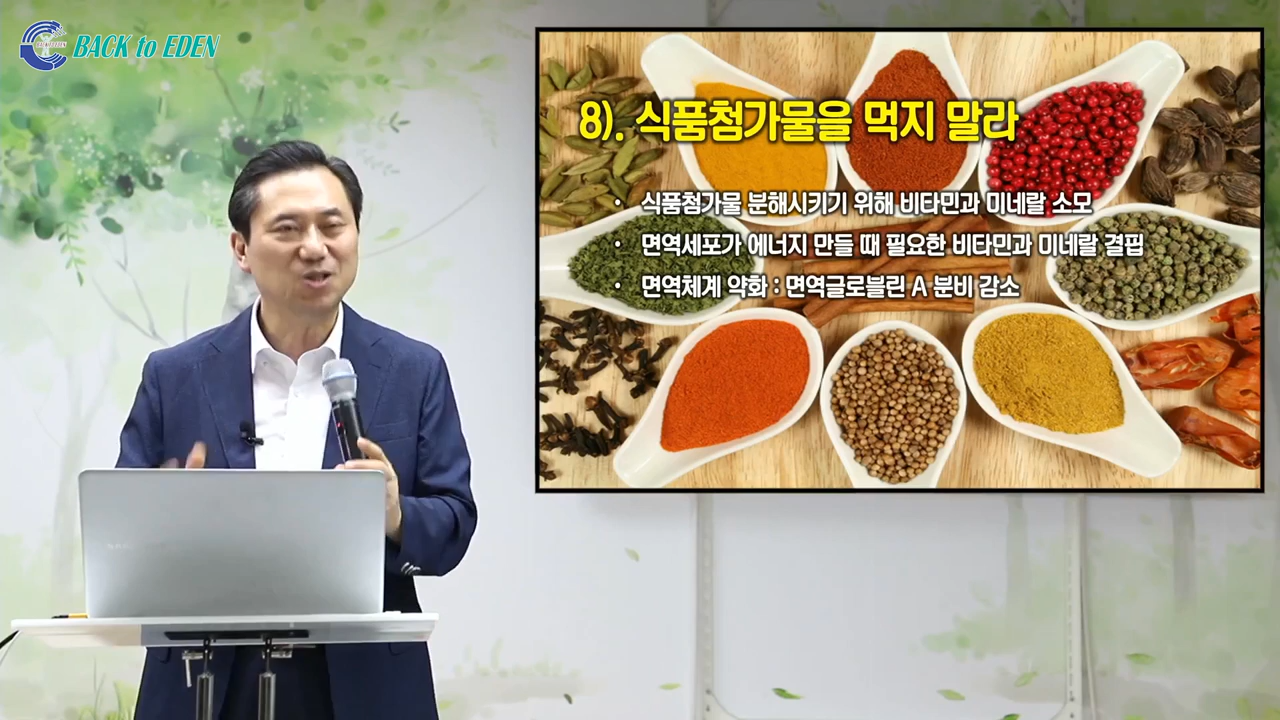 BACK to EDEN
8). 식품첨가물을 먹지 말라
· 식품첨가물 분해시키기 위해 비타민과 미네랄 소모
· 면역세포가 에너지 만들 때 필요한 비타민과 미네랄 결핍
· 면역체계 약화 : 면역글로블린 A 분비 감소